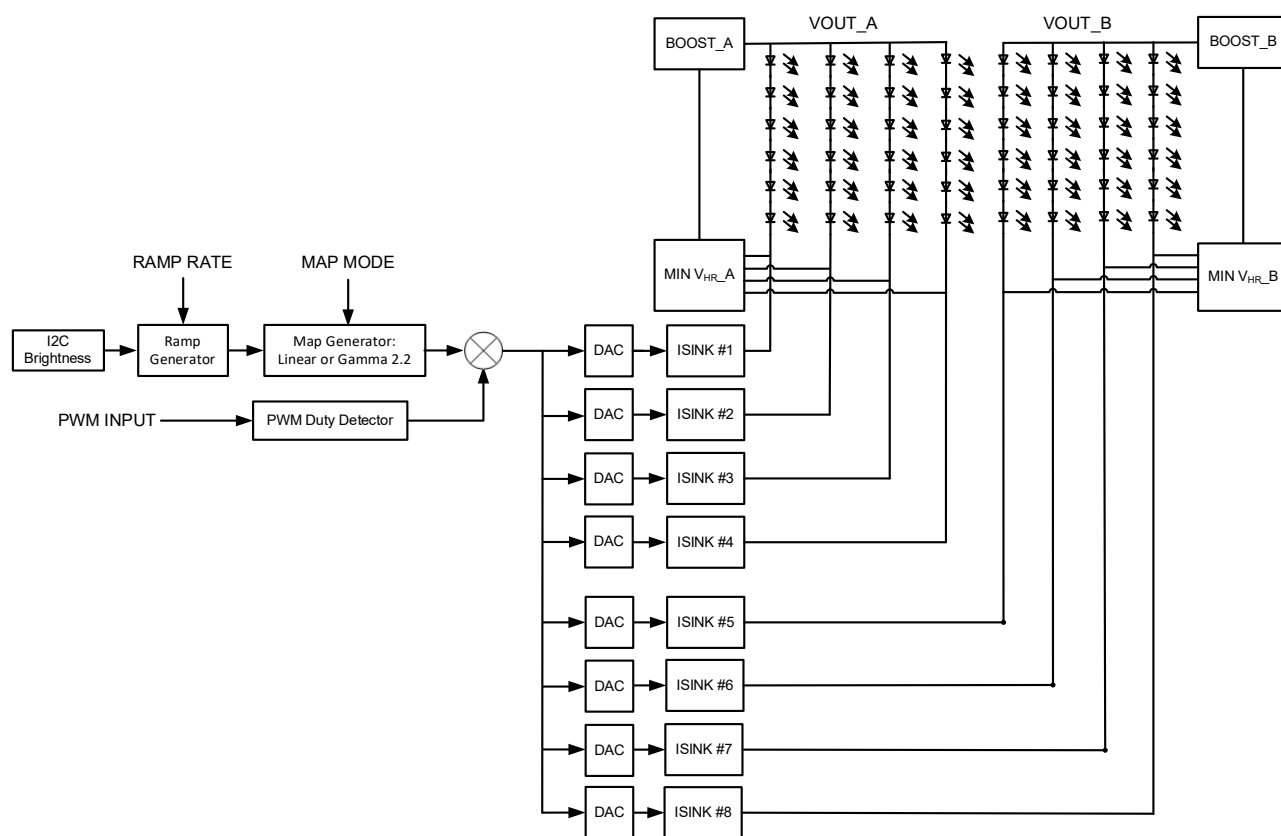 VOUT_A
VOUT_B
BOOST_A
BOOST_B
MIN VHR_A
MIN VHR_B
RAMP RATE
MAP MODE
I2C
Brightness
Ramp
Generator
Map Generator:
Linear or Gamma 2.2
PWM INPUT
PWM Duty Detector
DAC
ISINK #1
DAC
ISINK #2
DAC
ISINK #3
DAC
ISINK #4
DAC
ISINK #5
DAC
ISINK #6
DAC
ISINK #7
DAC
ISINK #8